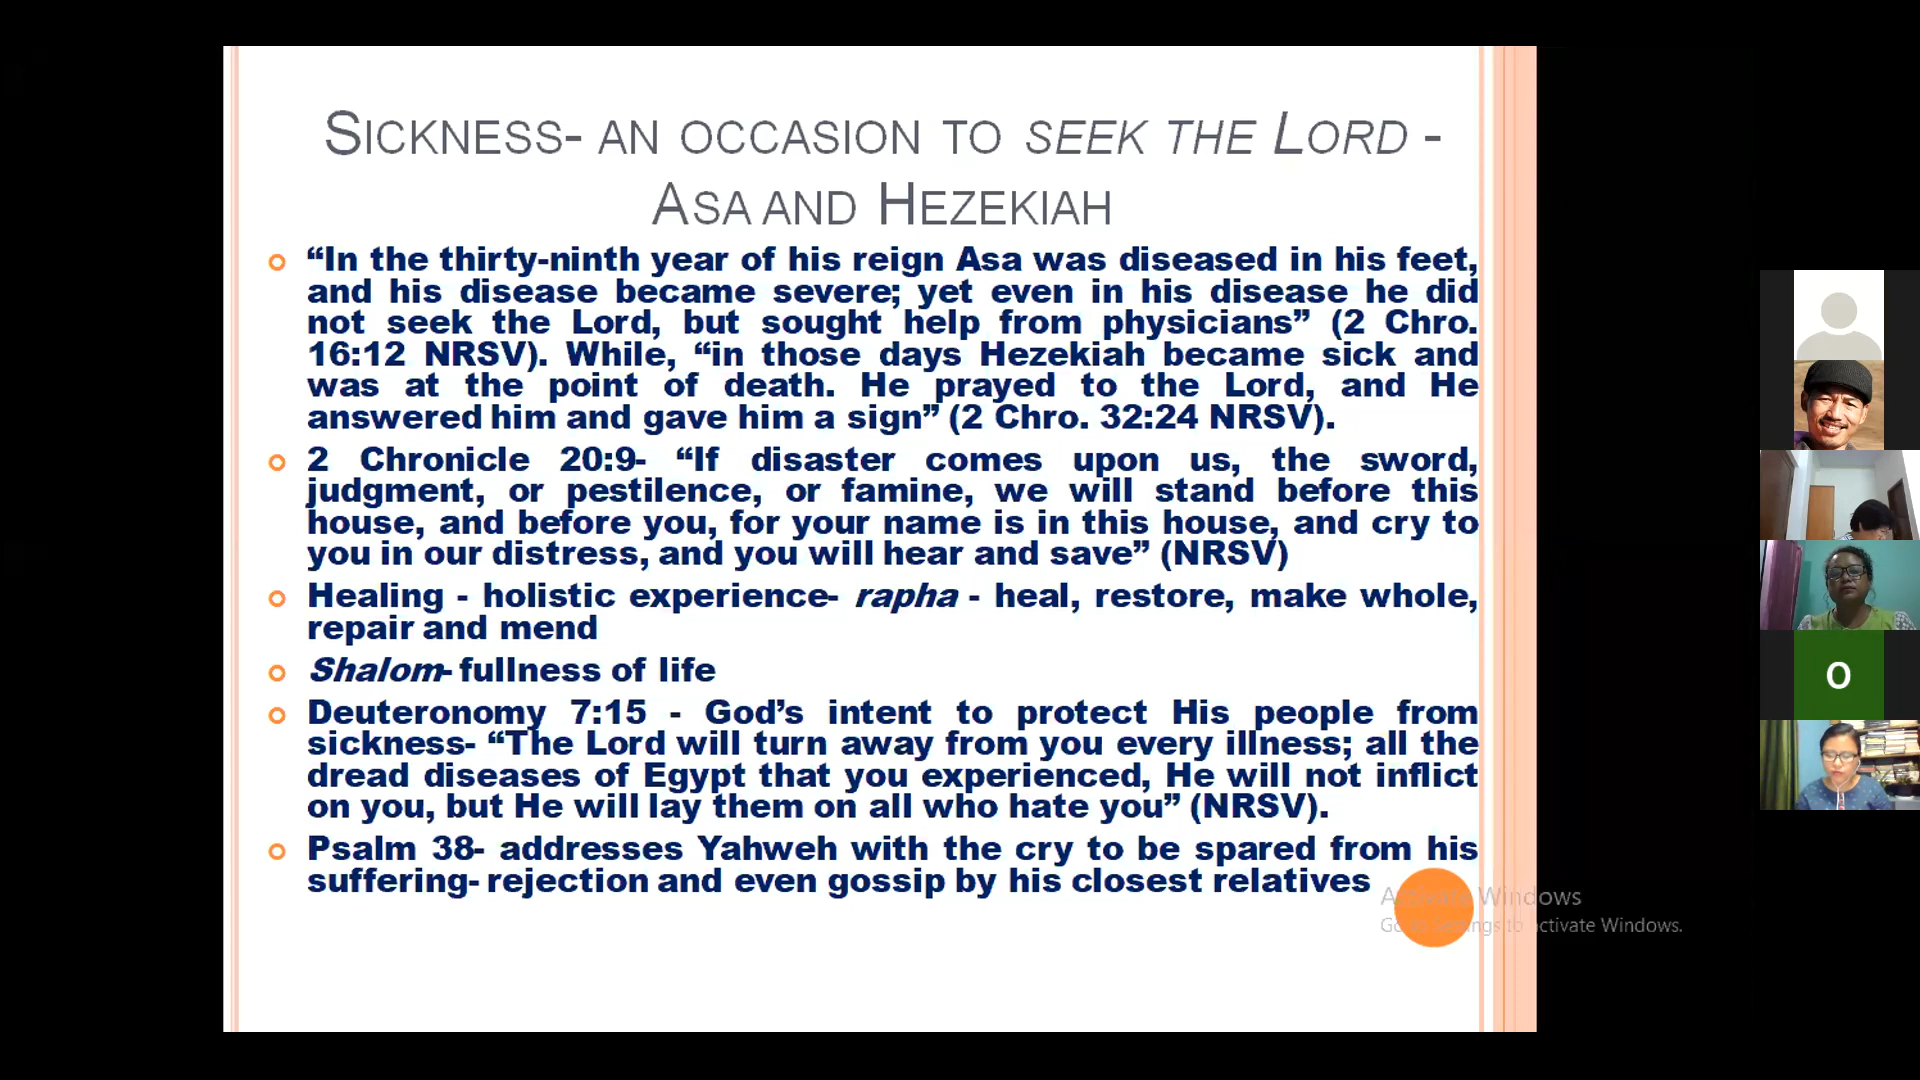 SICKNESS- AN OCCASION TO SEEK THE LORD -
ASA AND HEZEKIAH
“In the thirty-ninth year of his reign Asa was diseased in his feet,
and his disease became severe; yet even in his disease he did
not seek the Lord, but sought help from physicians” (2 Chro.
16:12 NRSV). While, “in those days Hezekiah became sick and
was at the point of death. He prayed to the Lord, and He
answered him and gave him a sign” (2 Chro. 32:24 NRSV).
2 Chronicle 20:9- “If disaster comes upon us, the sword,
judgment, or pestilence, or famine, we will stand before this
house, and before you, for your name is in this house, and cry to
you in our distress, and you will hear and save” (NRSV)
Healing - holistic experience- rapha - heal, restore, make whole,
repair and mend
Shalom- fullness of life
Deuteronomy 7:15 - God’s intent to protect His people from
sickness- “The Lord will turn away from you every illness; all the
dread diseases of Egypt that you experienced, He will not inflict
on you, but He will lay them on all who hate you” (NRSV).
Psalm 38- addresses Yahweh with the cry to be spared from his
suffering- rejection and even gossip by his closest relatives
Activate Windows
Go to Settings to activate Windows.
O